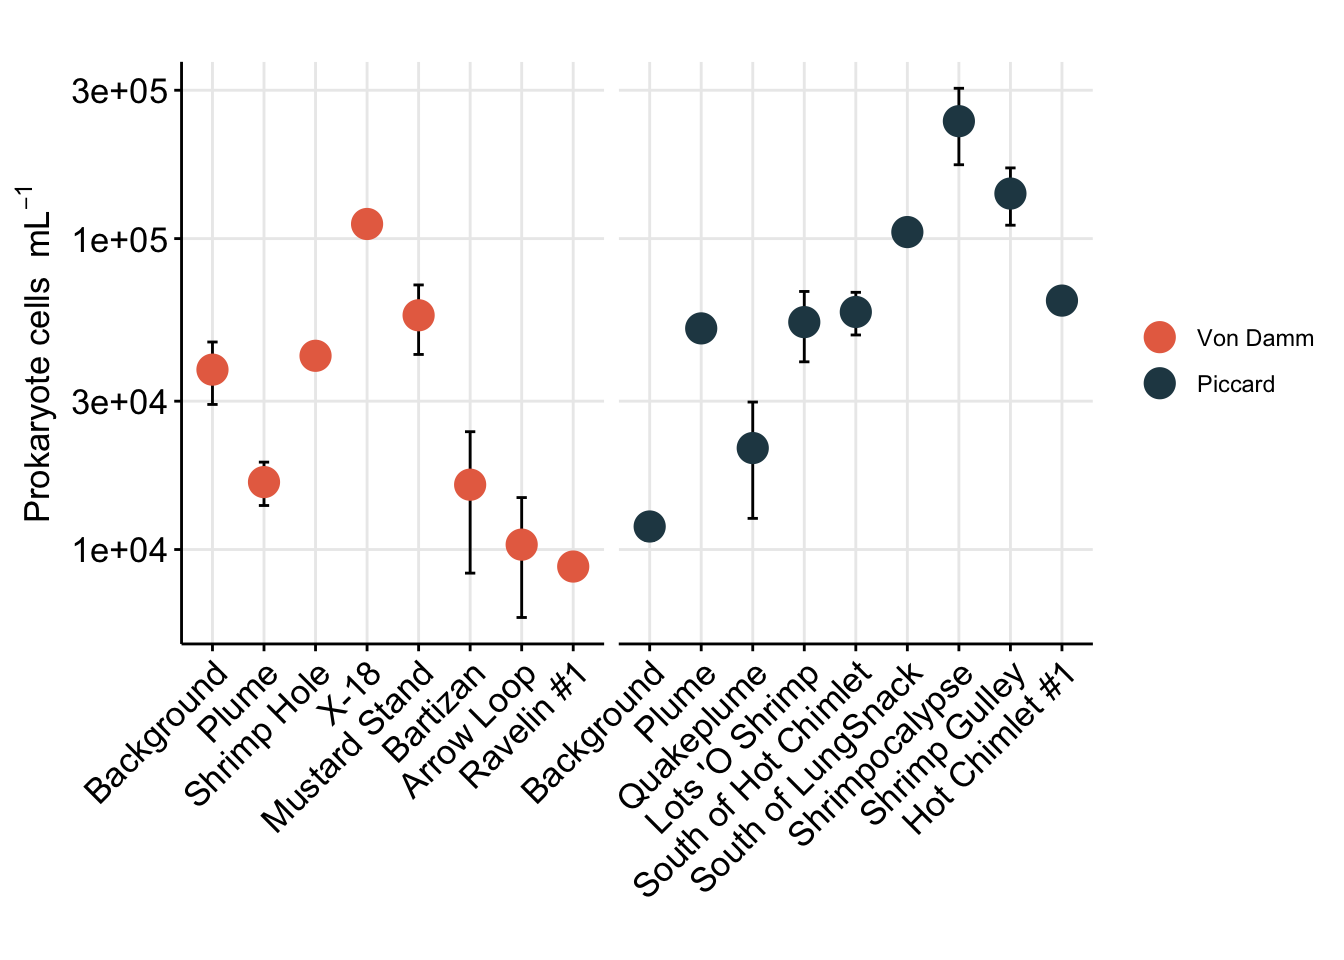 Prokaryote cells mL⁻¹
3e+05
1e+05
3e+04
1e+04
Background
Plume
Shrimp Hole
X-18
Mustard Stand
Bartizan
Arrow Loop
Ravelin #1
Background
Plume
Quakeplume
Lots 'O Shrimp
South of Hot Chimlet
South of LungSnack
Shrimpocalypse
Shrimp Gulley
Hot Chimlet #1
Von Damm
Piccard